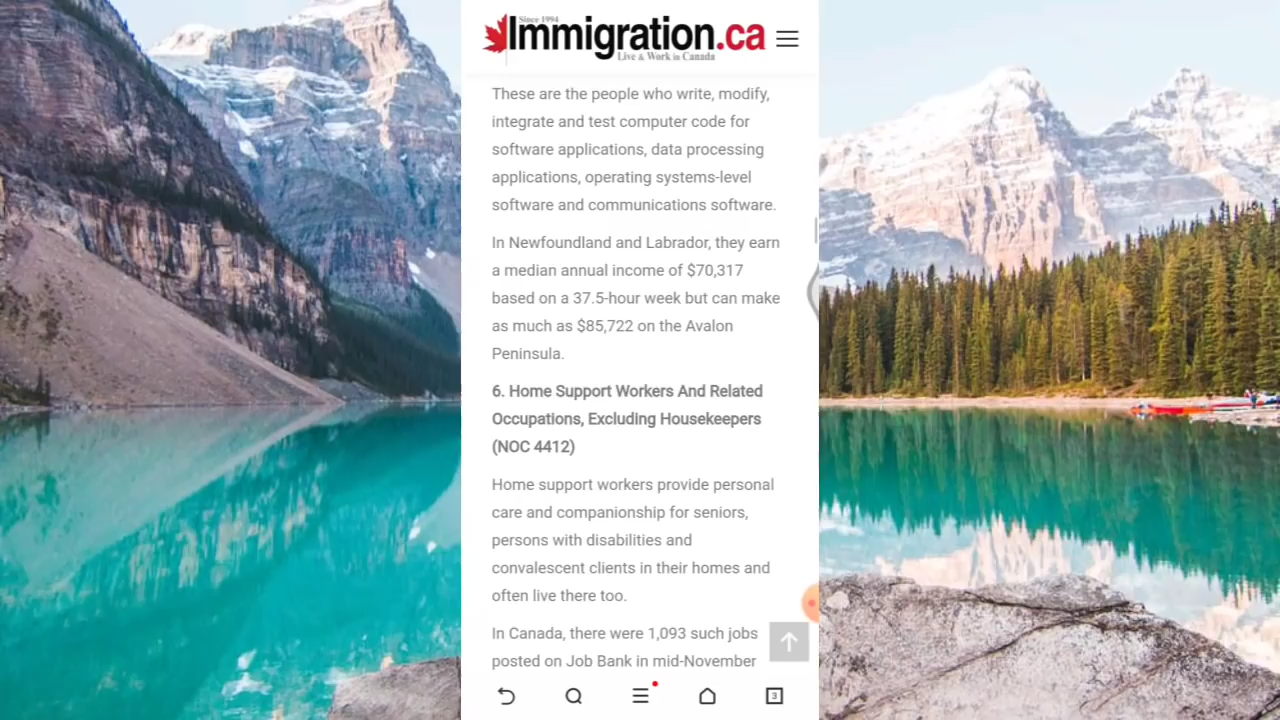 Since 1994
Immigration.ca
Live & Work in Canada
These are the people who write, modify,
integrate and test computer code for
software applications, data processing
applications, operating systems-level
software and communications software.
In Newfoundland and Labrador, they earn
a median annual income of $70,317
based on a 37.5-hour week but can make
as much as $85,722 on the Avalon
Peninsula.
6. Home Support Workers And Related
Occupations, Excluding Housekeepers
(NOC 4412)
Home support workers provide personal
care and companionship for seniors,
persons with disabilities and
convalescent clients in their homes and
often live there too.
In Canada, there were 1,093 such jobs
posted on Job Bank in mid-November
3